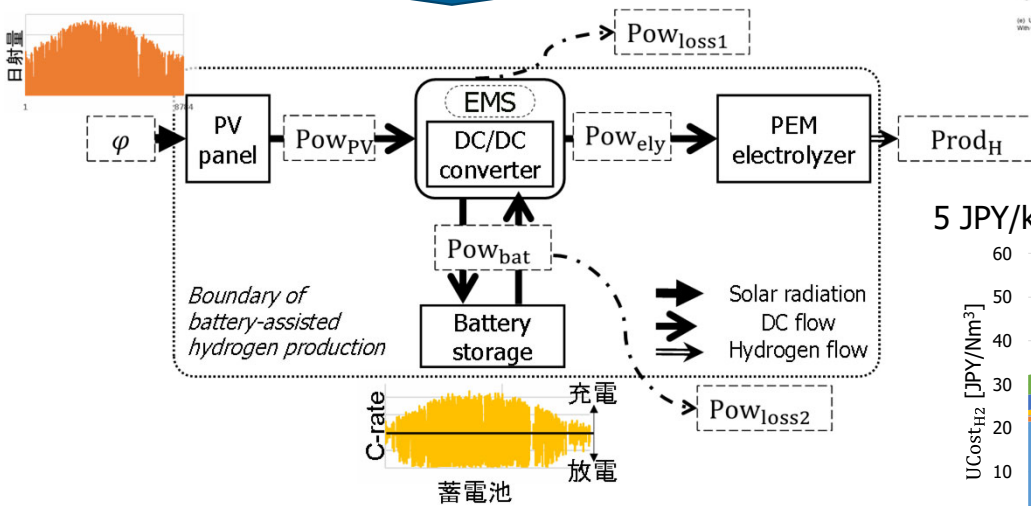 日射量
1
8784
Pow_loss1
EMS
DC/DC
converter
φ
PV
panel
Pow_PV
Pow_ely
PEM
electrolyzer
Prod_H
Pow_bat
Battery
storage
Boundary of
battery-assisted
hydrogen production
Solar radiation
DC flow
Hydrogen flow
Pow_loss2
C-rate
充電
放電
蓄電池
5 JPY/k
UCost_H2 [JPY/Nm³]
60
50
40
30
20
10